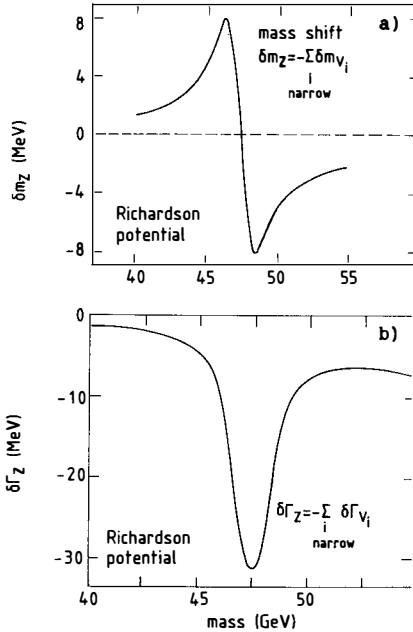 8
4
0
-4
-8
δm_Z (MeV)
a)
mass shift
δm_Z=-Σδm_Vi
i
narrow
Richardson
potential
40
45
50
55
0
-10
-20
-30
δΓ_Z (MeV)
b)
δΓ_Z=-Σ δΓ_Vi
i
narrow
Richardson
potential
40
45
50
mass (GeV)